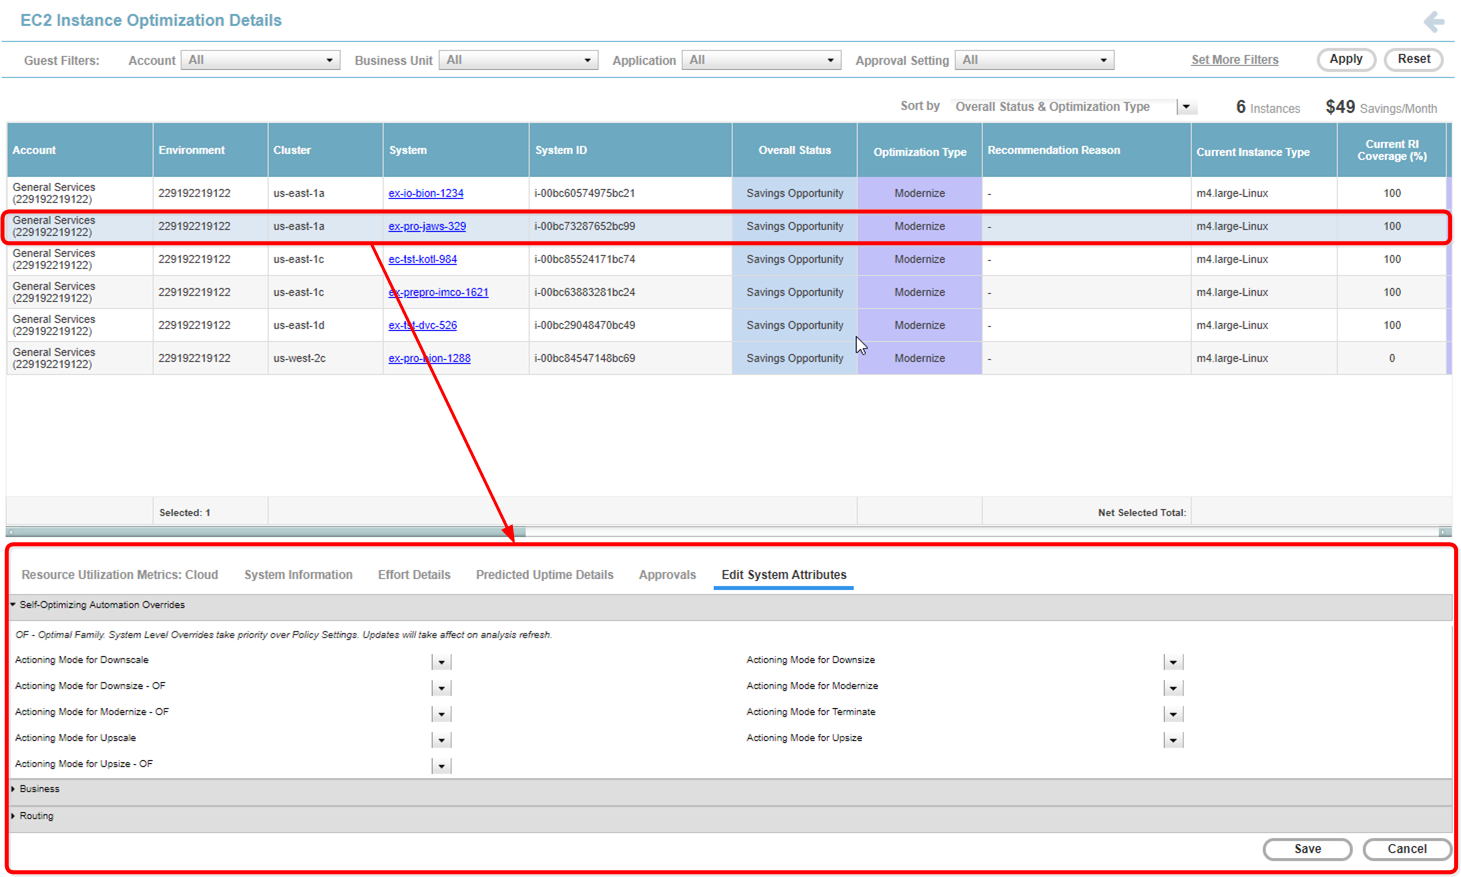 EC2 Instance Optimization Details
Guest Filters: Account All Business Unit All Application All Approval Setting All Set More Filters Apply Reset
Sort by Overall Status & Optimization Type 6 Instances $49 Savings/Month
Account Environment Cluster System System ID Overall Status Optimization Type Recommendation Reason Current Instance Type Current RI Coverage (%)
General Services (229192219122) 229192219122 us-east-1a ex-io-bion-1234 i-00bc60574975bc21 Savings Opportunity Modernize - m4.large-Linux 100
General Services (229192219122) 229192219122 us-east-1a ex-pro-jaws-329 i-00bc73287652bc99 Savings Opportunity Modernize - m4.large-Linux 100
General Services (229192219122) 229192219122 us-east-1c ec-tst-kotl-984 i-00bc85524171bc74 Savings Opportunity Modernize - m4.large-Linux 100
General Services (229192219122) 229192219122 us-east-1c ex-prepro-imco-1621 i-00bc63883281bc24 Savings Opportunity Modernize - m4.large-Linux 100
General Services (229192219122) 229192219122 us-east-1d ex-tst-dvc-526 i-00bc29048470bc49 Savings Opportunity Modernize - m4.large-Linux 100
General Services (229192219122) 229192219122 us-west-2c ex-pro-bion-1288 i-00bc84547148bc69 Savings Opportunity Modernize - m4.large-Linux 0
Selected: 1 Net Selected Total:
Resource Utilization Metrics: Cloud System Information Effort Details Predicted Uptime Details Approvals Edit System Attributes
Self-Optimizing Automation Overrides
OF - Optimal Family. System Level Overrides take priority over Policy Settings. Updates will take affect on analysis refresh.
Actioning Mode for Downscale Actioning Mode for Downsize
Actioning Mode for Downsize - OF Actioning Mode for Modernize
Actioning Mode for Modernize - OF Actioning Mode for Terminate
Actioning Mode for Upscale Actioning Mode for Upsize
Actioning Mode for Upsize - OF
Business
Routing
Save Cancel